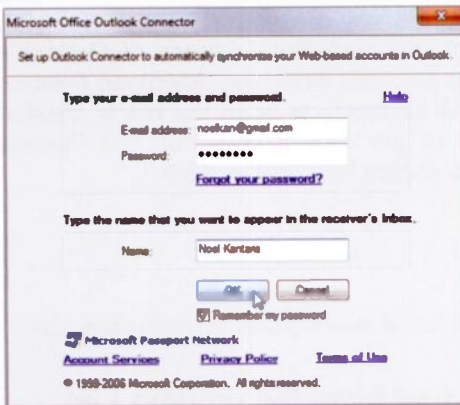 Microsoft Office Outlook Connector
Set up Outlook Connector to automatically synchronize your Web-based accounts in Outlook.
Type your e-mail address and password.
Help
E-mail address: noelkan@gmail.com
Password: ●●●●●●●●
Forgot your password?
Type the name that you want to appear in the receiver's Inbox.
Name: Noel Kantaris
OK Cancel
Remember my password
Microsoft Passport Network
Account Services Privacy Policy Terms of Use
© 1998-2006 Microsoft Corporation. All rights reserved.